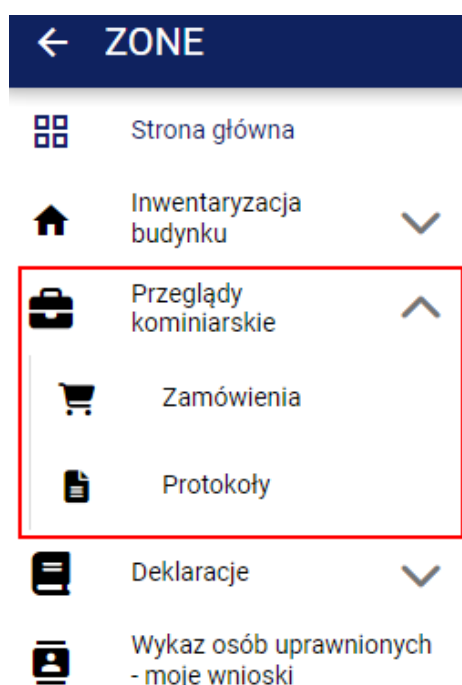 ZONE
Strona główna
Inwentaryzacja
budynku
Przeglądy
kominiarskie
Zamówienia
Protokoły
Deklaracje
Wykaz osób uprawnionych
- moje wnioski